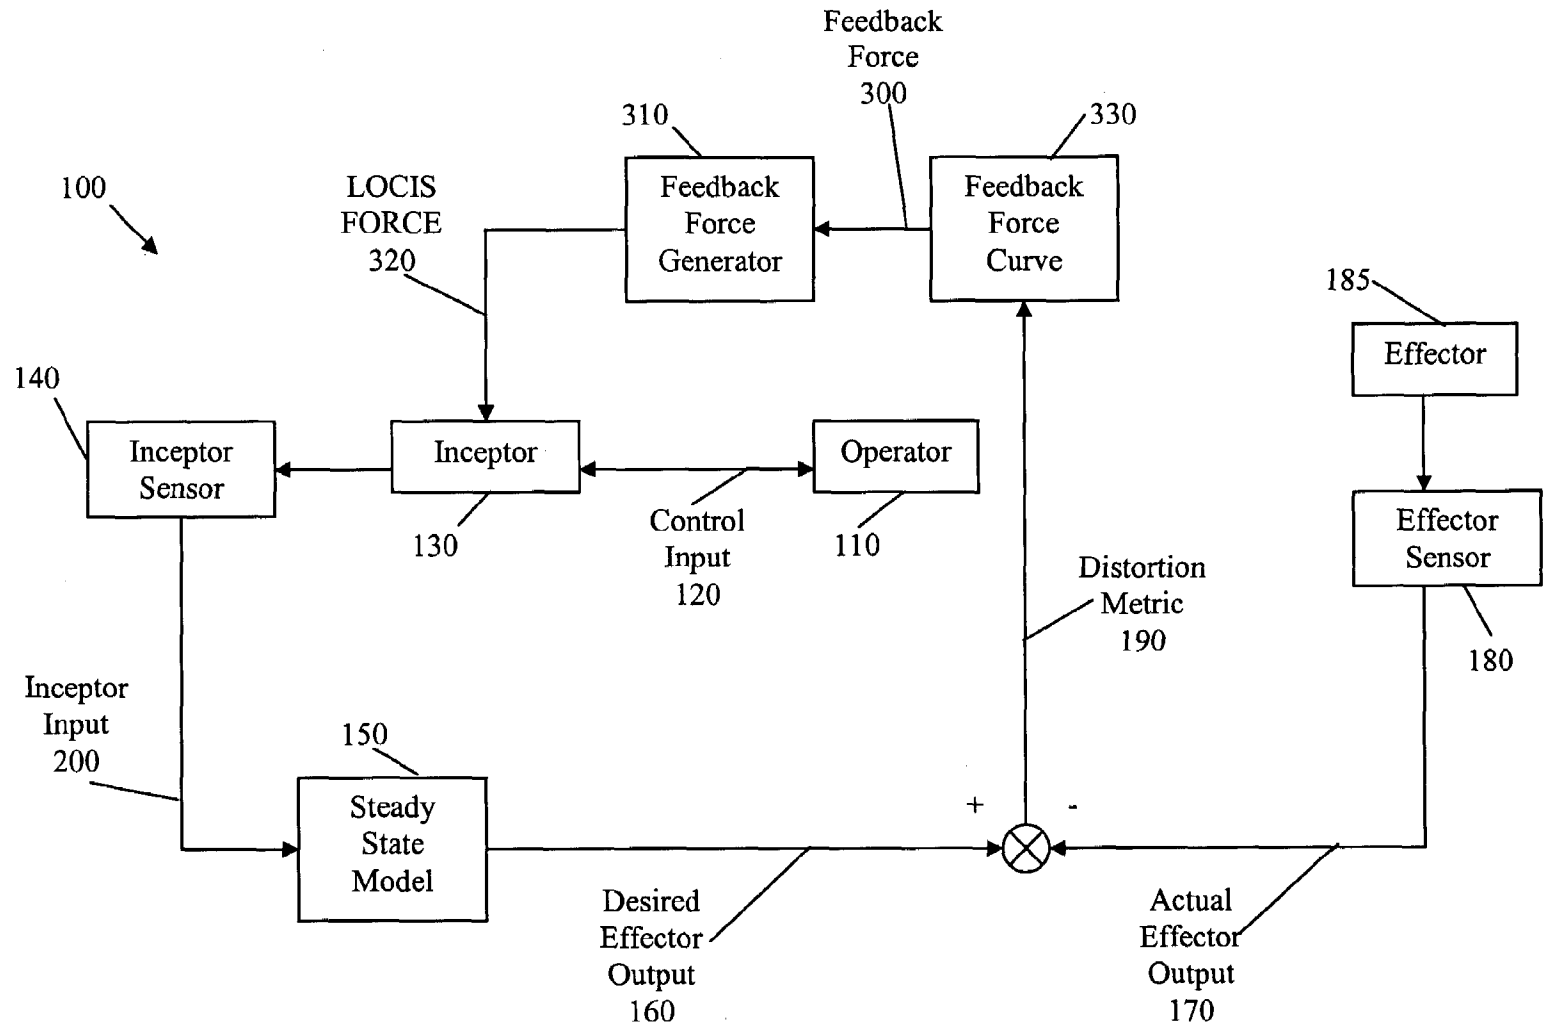 Feedback
Force
300
310
330
100
LOCIS
FORCE
320
Feedback
Force
Generator
Feedback
Force
Curve
185
Effector
140
Inceptor
Sensor
Inceptor
Operator
130
Control
Input
120
110
Effector
Sensor
Distortion
Metric
190
180
Inceptor
Input
200
150
Steady
State
Model
+
-
Desired
Effector
Output
160
Actual
Effector
Output
170